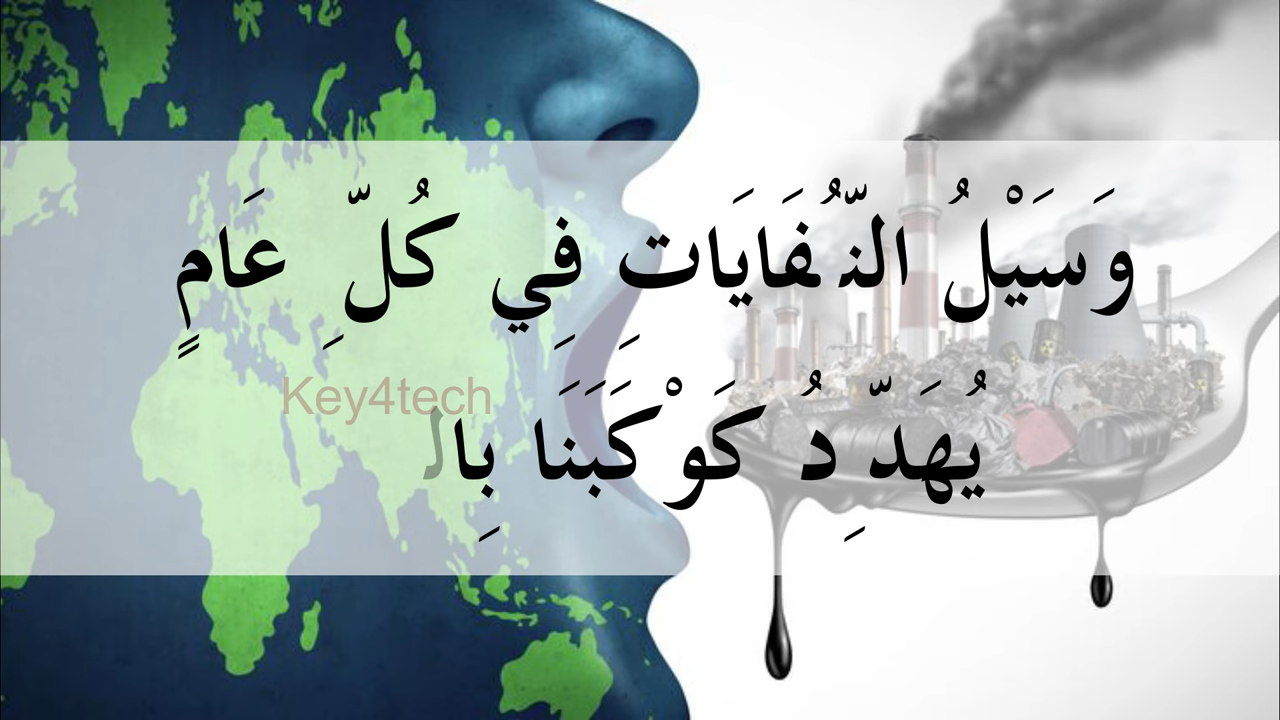 وَسَيْلُ النُّفَايَاتِ فِي كُلِّ عَامٍ
يُهَدِّدُ كَوْكَبَنَا بِال
Key4tech